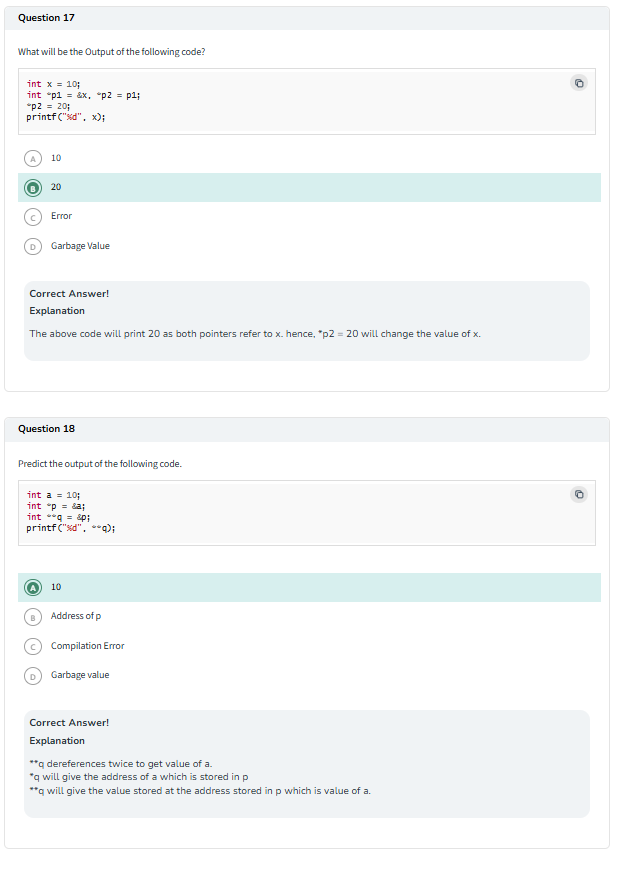 Question 17
What will be the Output of the following code?
int x = 10;
int *p1 = &x, *p2 = p1;
*p2 = 20;
printf("%d", x);
A 10
B 20
C Error
D Garbage Value
Correct Answer!
Explanation
The above code will print 20 as both pointers refer to x. hence, *p2 = 20 will change the value of x.
Question 18
Predict the output of the following code.
int a = 10;
int *p = &a;
int **q = &p;
printf("%d", **q);
A 10
B Address of p
C Compilation Error
D Garbage value
Correct Answer!
Explanation
**q dereferences twice to get value of a.
*q will give the address of a which is stored in p
**q will give the value stored at the address stored in p which is value of a.